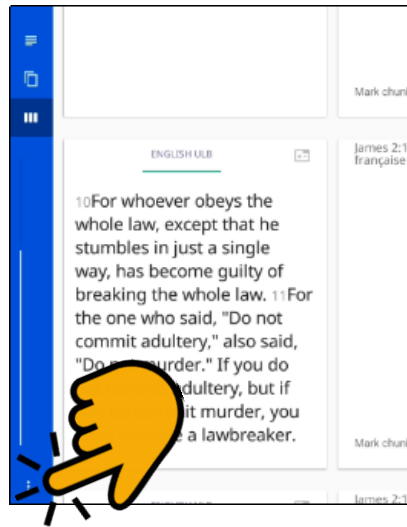 Mark chun
ENGLISH ULB
10For whoever obeys the
whole law, except that he
stumbles in just a single
way, has become guilty of
breaking the whole law. 11For
the one who said, "Do not
commit adultery," also said,
"Do murder." If you do
adultery, but if
it murder, you
a lawbreaker.
James 2:1
française
Mark chun
James 2:1